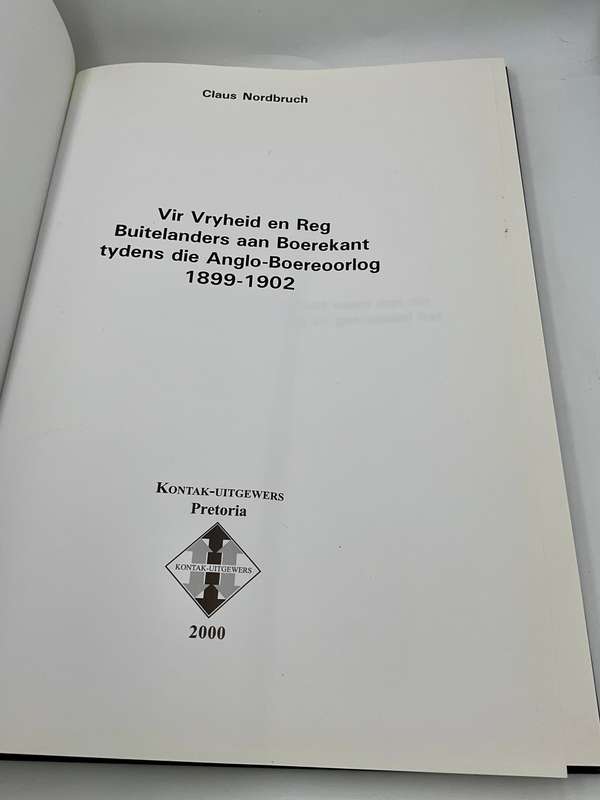 Claus Nordbruch
Vir Vryheid en Reg
Buitelanders aan Boerekant
tydens die Anglo-Boereoorlog
1899-1902
KONTAK-UITGEWERS
Pretoria
KONTAK-UITGEWERS
2000